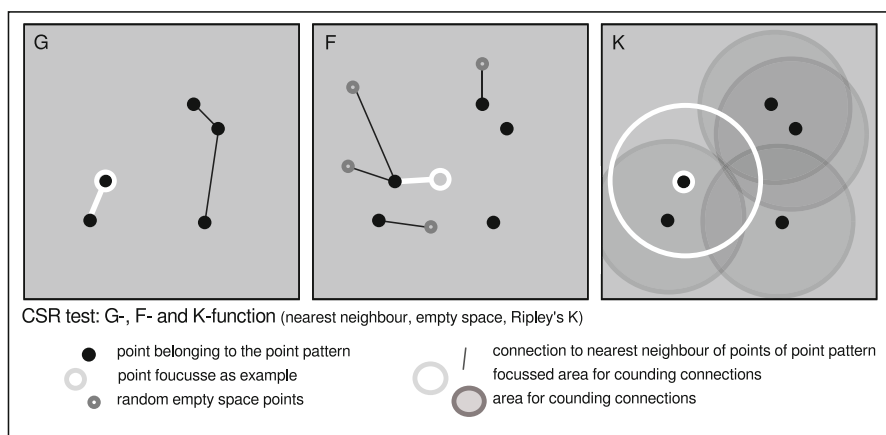 G
F
K
CSR test: G-, F- and K-function (nearest neighbour, empty space, Ripley's K)
point belonging to the point pattern
point foucusse as example
random empty space points
connection to nearest neighbour of points of point pattern
focussed area for counding connections
area for counding connections